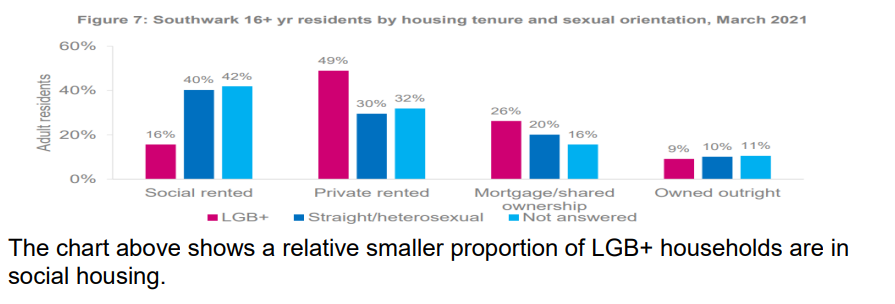 Figure 7: Southwark 16+ yr residents by housing tenure and sexual orientation, March 2021
Adult residents
60%
40%
20%
0%
16%
40%
42%
49%
30%
32%
26%
20%
16%
9%
10%
11%
Social rented
Private rented
Mortgage/shared
ownership
Owned outright
LGB+
Straight/heterosexual
Not answered
The chart above shows a relative smaller proportion of LGB+ households are in
social housing.